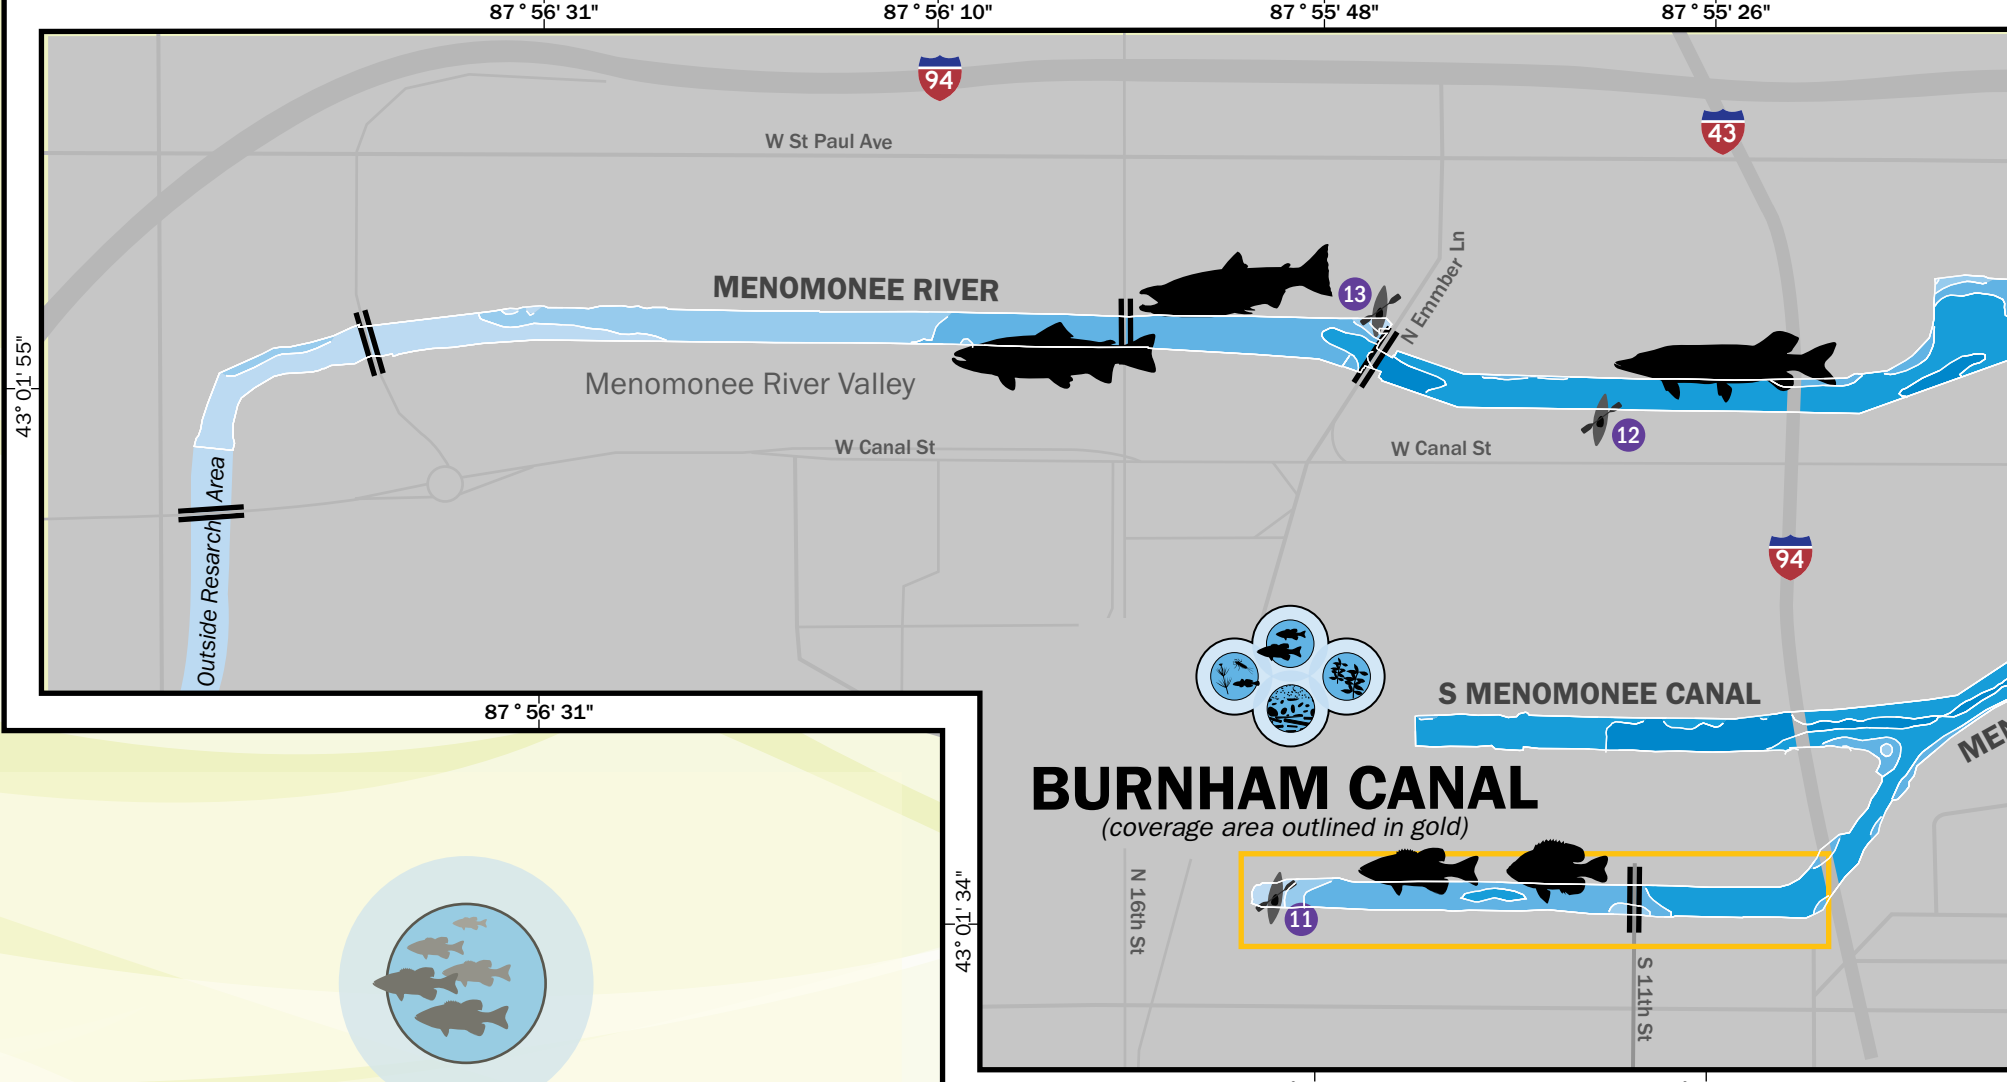 87° 56' 31"
87° 56' 10"
87° 55' 48"
87° 55' 26"
94
43
W St Paul Ave
N Emmber Ln
MENOMONEE RIVER
13
43° 01' 55"
Menomonee River Valley
12
W Canal St
W Canal St
Outside Resarch Area
94
S MENOMONEE CANAL
87° 56' 31"
MEN
BURNHAM CANAL
(coverage area outlined in gold)
43° 01' 34"
N 16th St
11
S 11th St